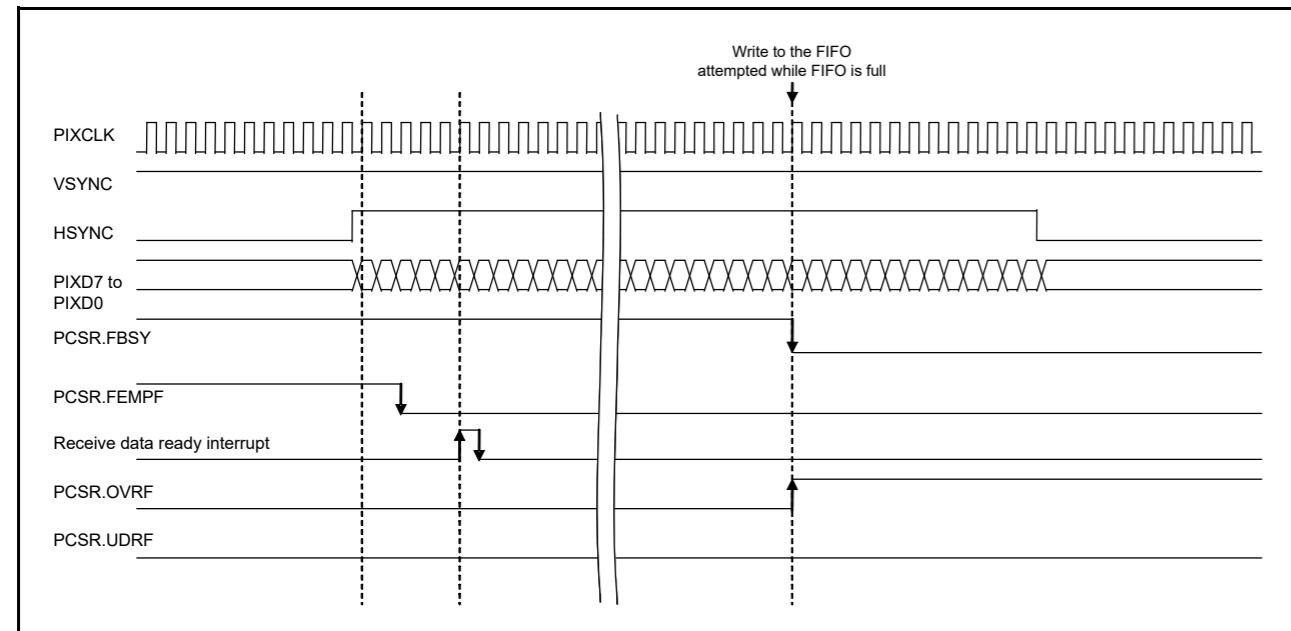 Write to the FIFO
attempted while FIFO is full
PIXCLK
VSYNC
HSYNC
PIXD7 to
PIXD0
PCSR.FBSY
PCSR.FEMPF
Receive data ready interrupt
PCSR.OVRF
PCSR.UDRF